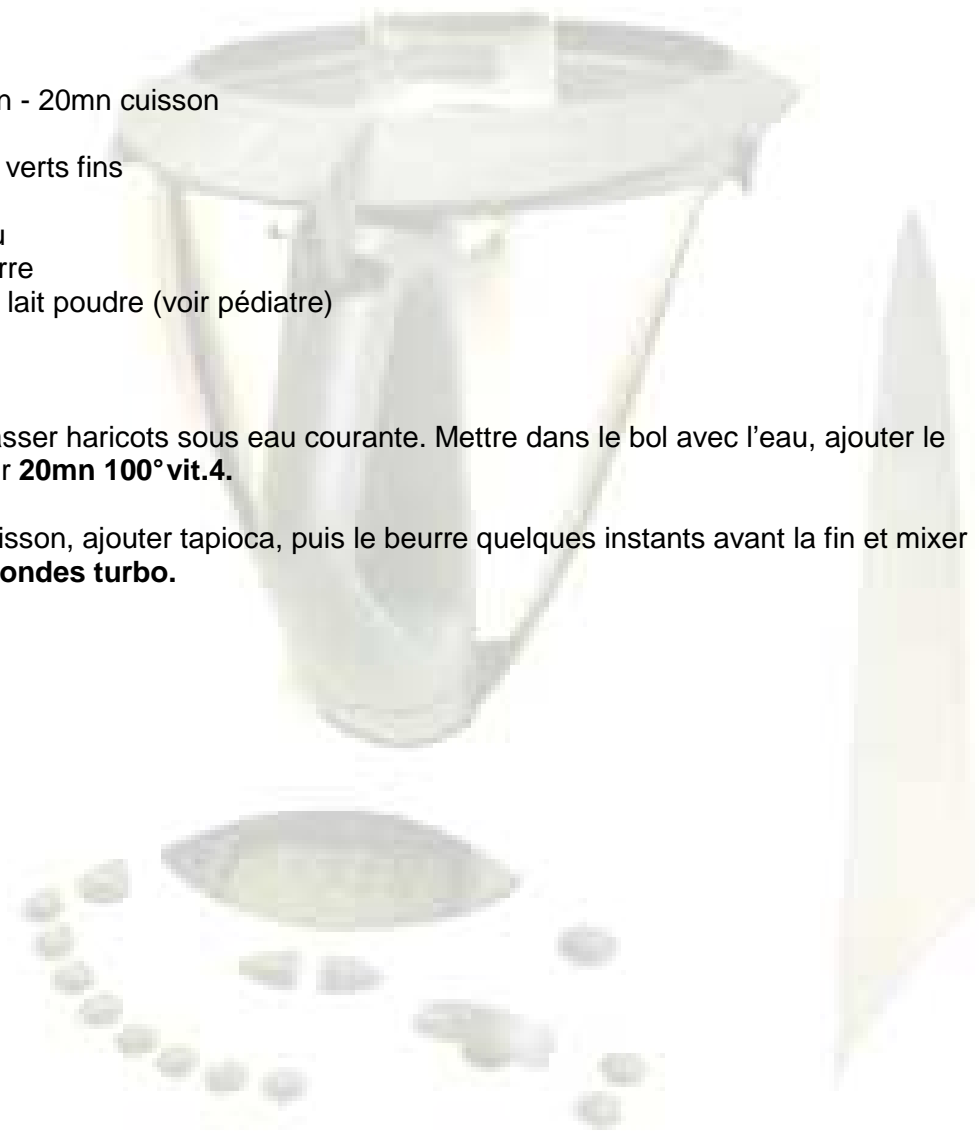 n - 20mn cuisson
verts fins
u
rre
lait poudre (voir pédiatre)
asser haricots sous eau courante. Mettre dans le bol avec l’eau, ajouter le
r 20mn 100° vit.4.
isson, ajouter tapioca, puis le beurre quelques instants avant la fin et mixer
ondes turbo.